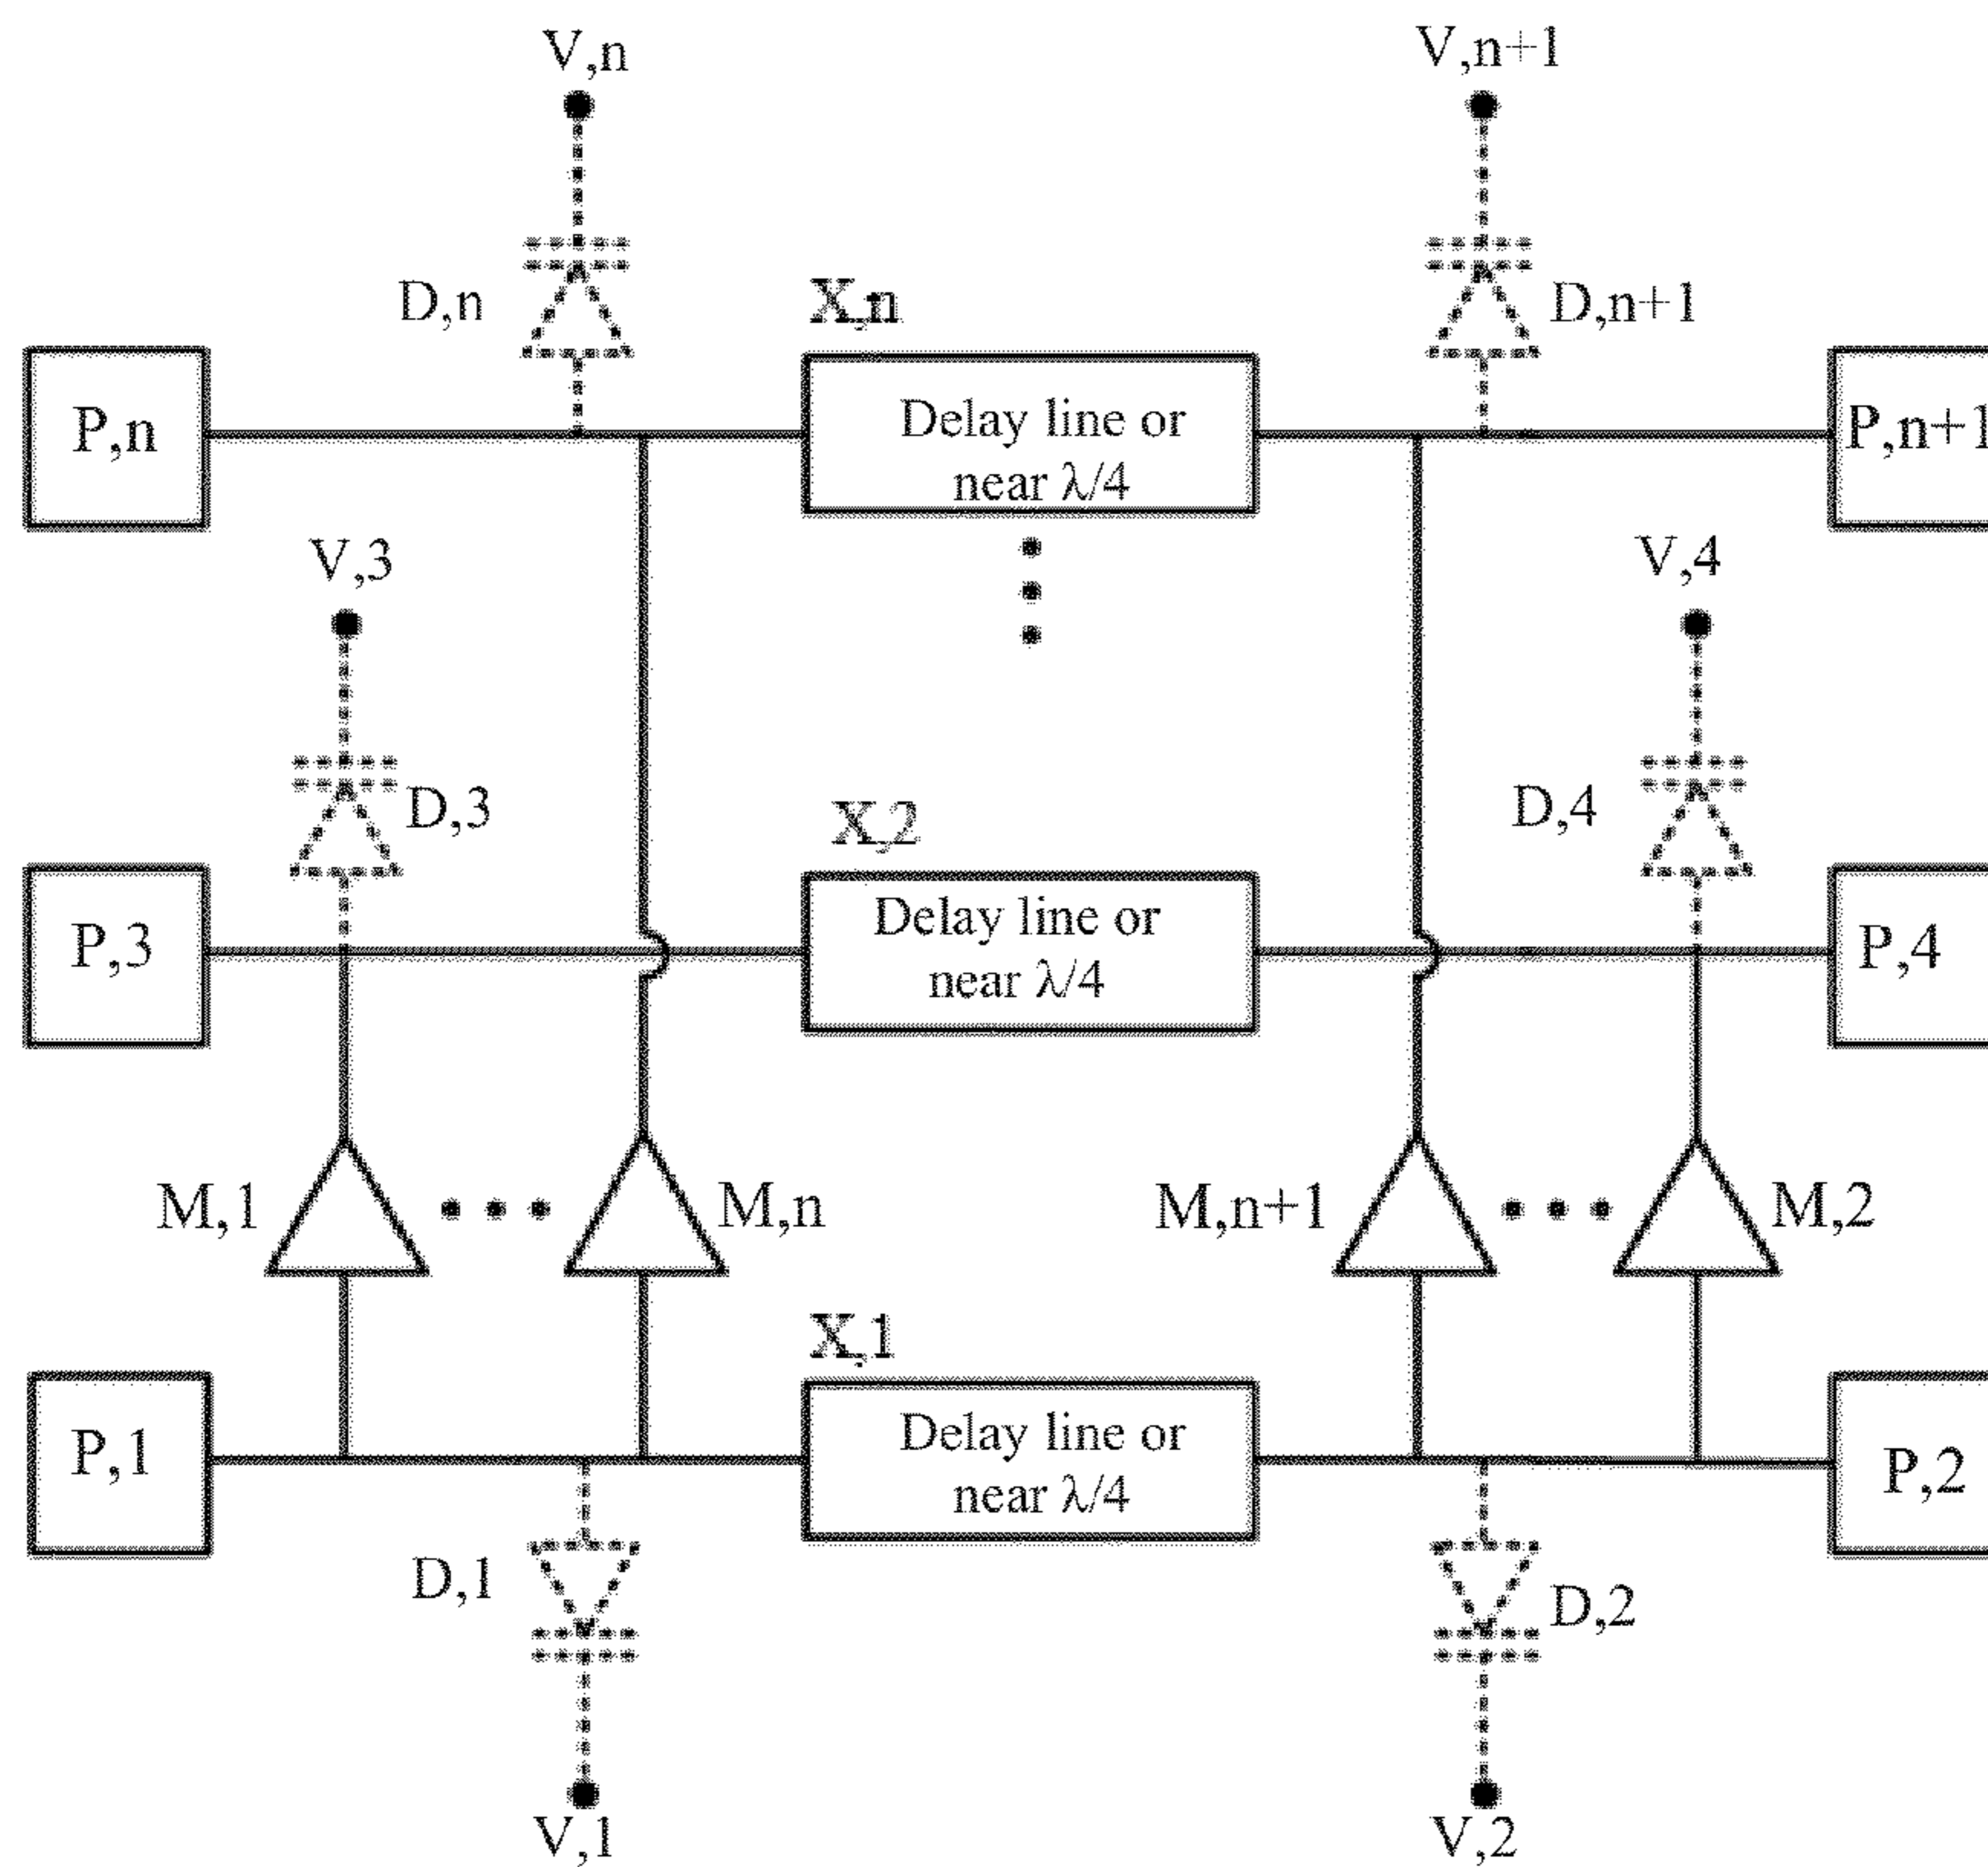 V,n
V,n+1
D,n
X,n
D,n+1
P,n
Delay line or
near λ/4
P,n+1
V,3
V,4
D,3
X,2
D,4
P,3
Delay line or
near λ/4
P,4
M,1
M,n
M,n+1
M,2
X,1
P,1
Delay line or
near λ/4
P,2
D,1
D,2
V,1
V,2